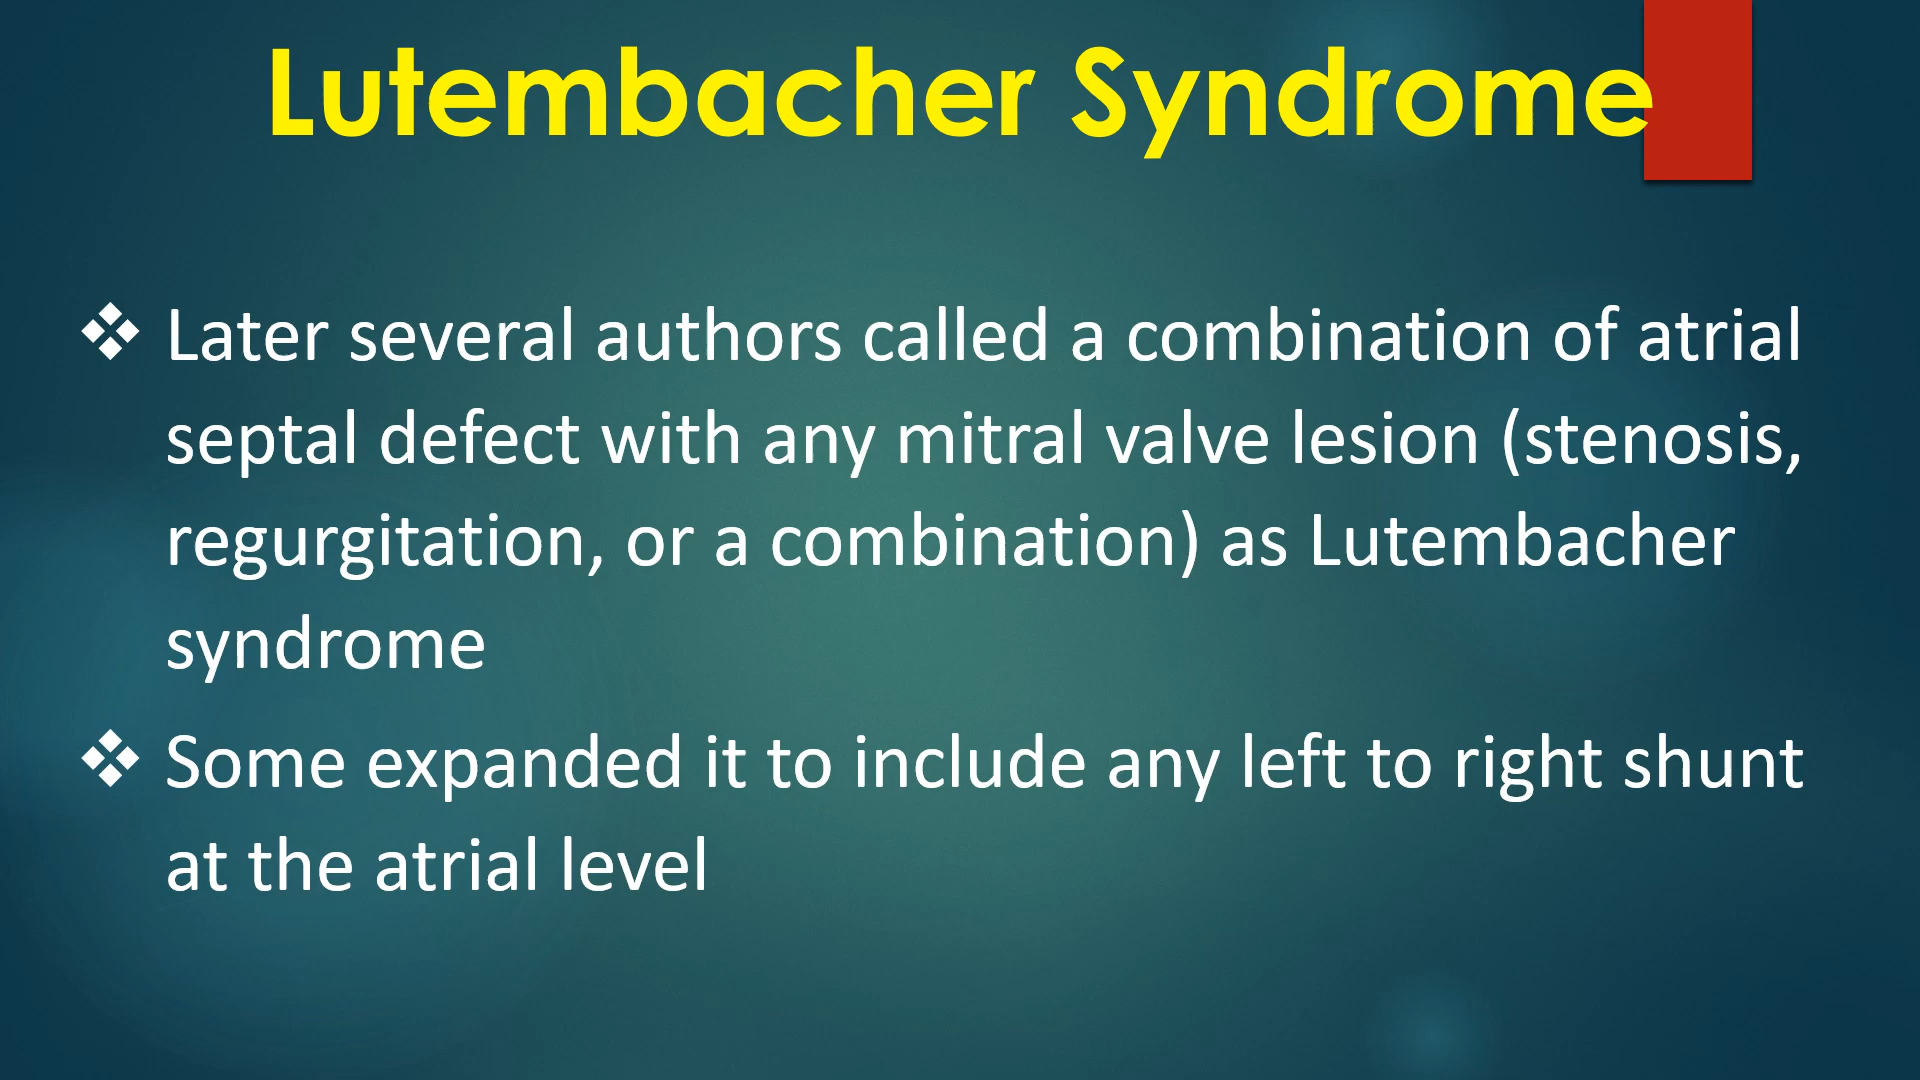 Lutembacher Syndrome
❖ Later several authors called a combination of atrial
septal defect with any mitral valve lesion (stenosis,
regurgitation, or a combination) as Lutembacher
syndrome
❖ Some expanded it to include any left to right shunt
at the atrial level